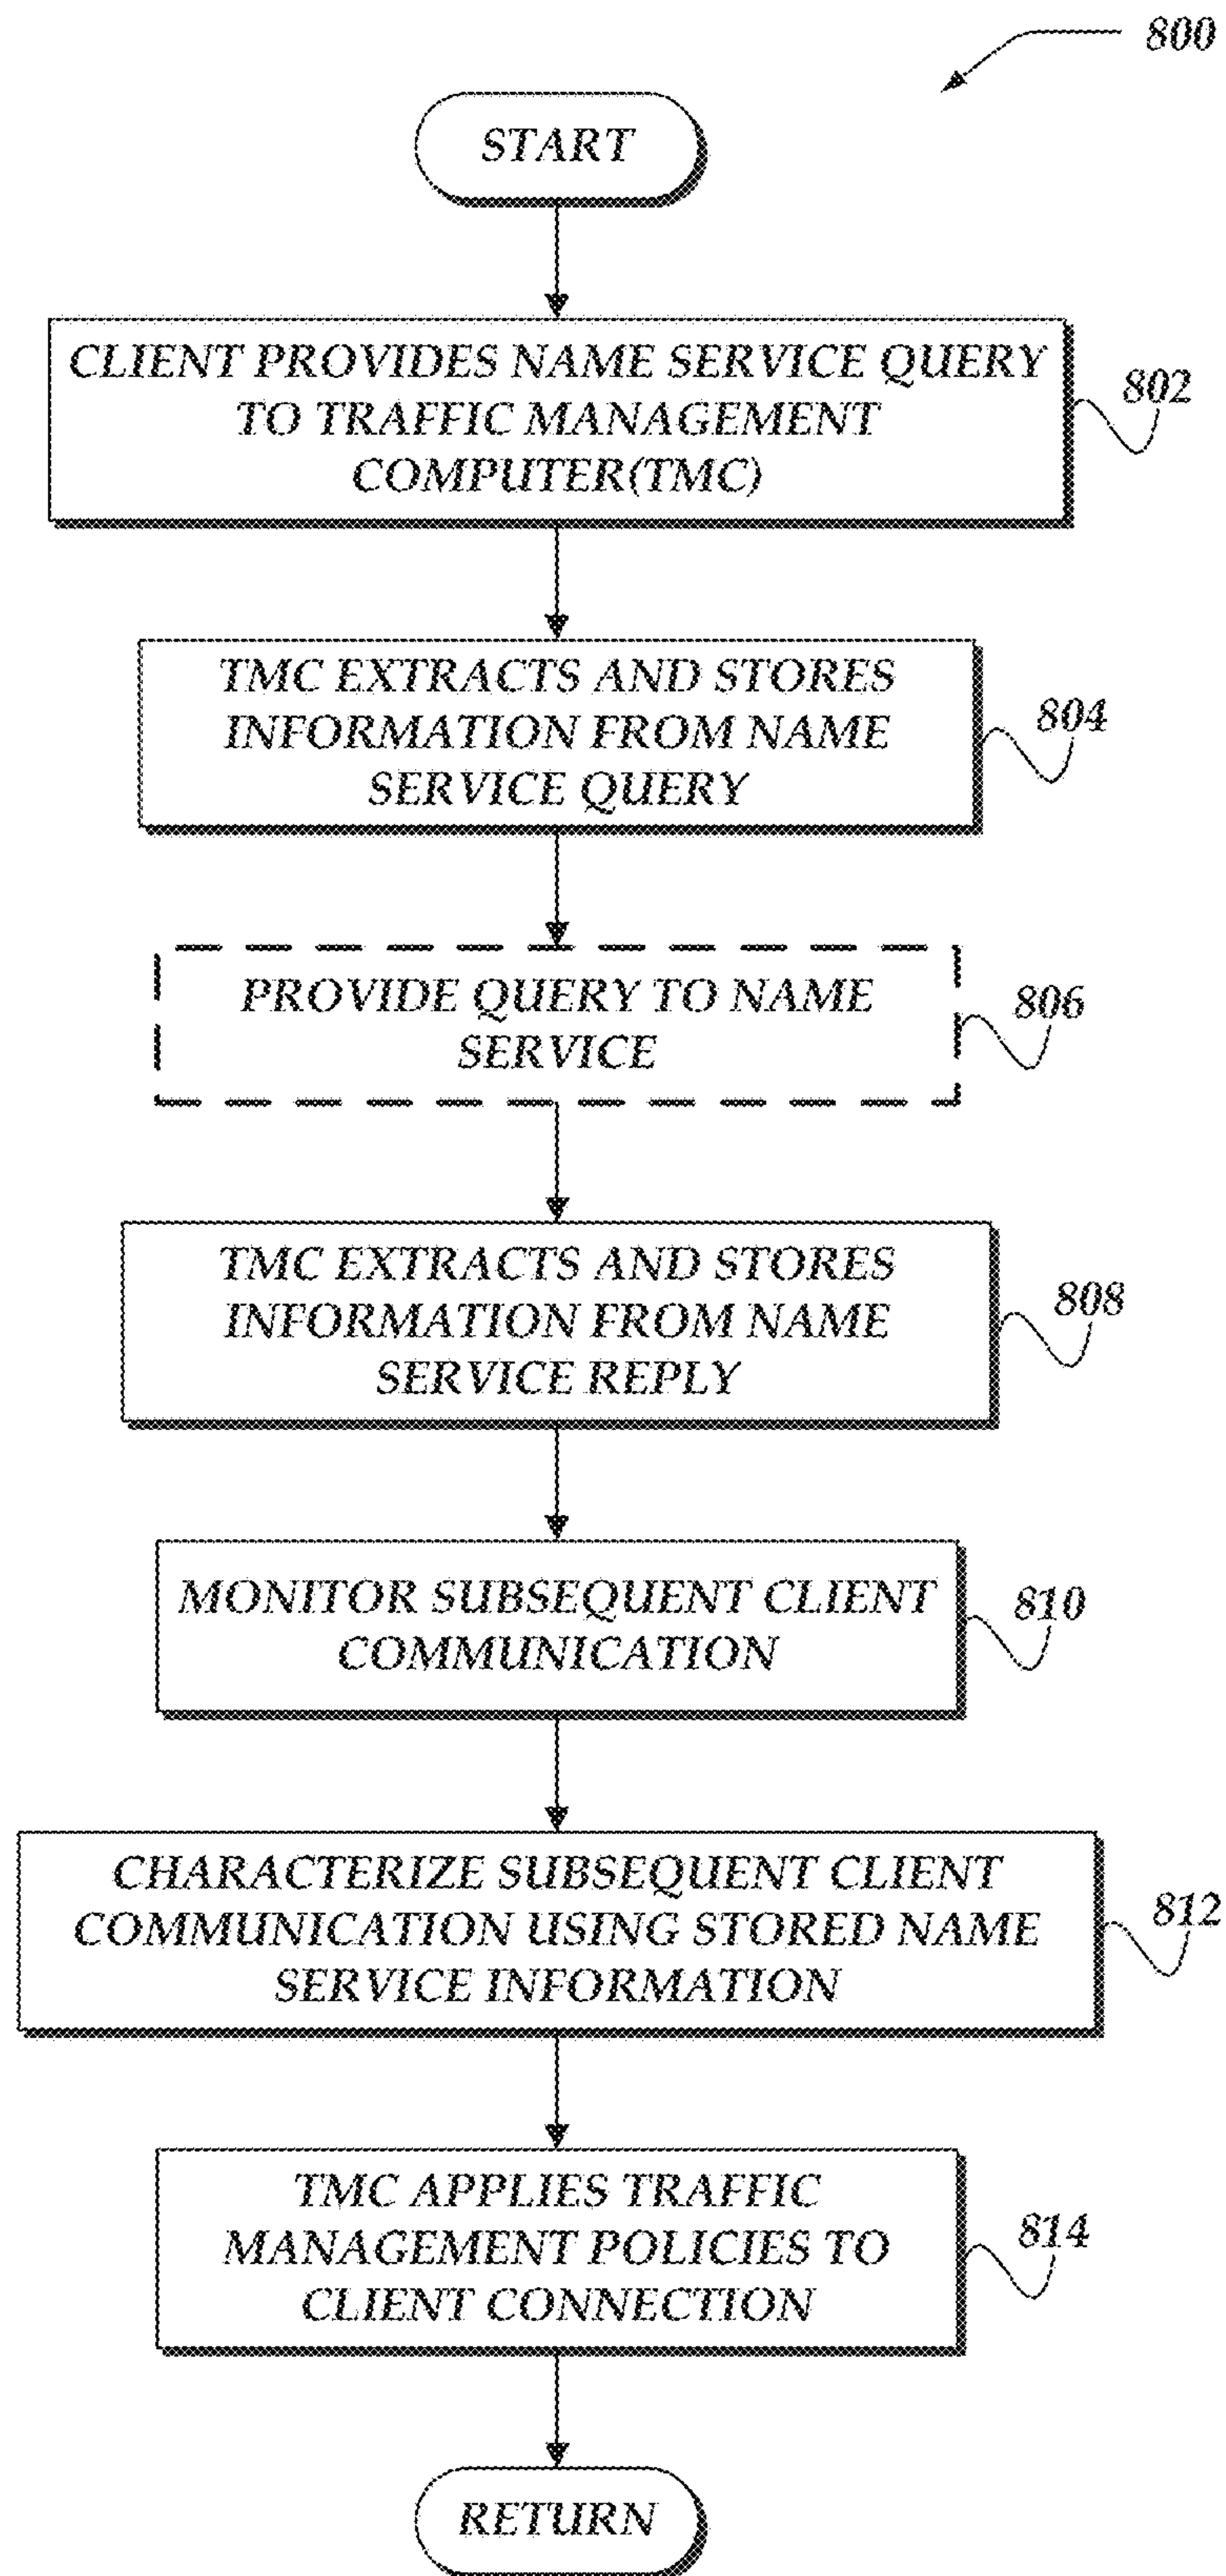 800
START
CLIENT PROVIDES NAME SERVICE QUERY
TO TRAFFIC MANAGEMENT
COMPUTER(TMC)
802
TMC EXTRACTS AND STORES
INFORMATION FROM NAME
SERVICE QUERY
804
PROVIDE QUERY TO NAME
SERVICE
806
TMC EXTRACTS AND STORES
INFORMATION FROM NAME
SERVICE REPLY
808
MONITOR SUBSEQUENT CLIENT
COMMUNICATION
810
CHARACTERIZE SUBSEQUENT CLIENT
COMMUNICATION USING STORED NAME
SERVICE INFORMATION
812
TMC APPLIES TRAFFIC
MANAGEMENT POLICIES TO
CLIENT CONNECTION
814
RETURN